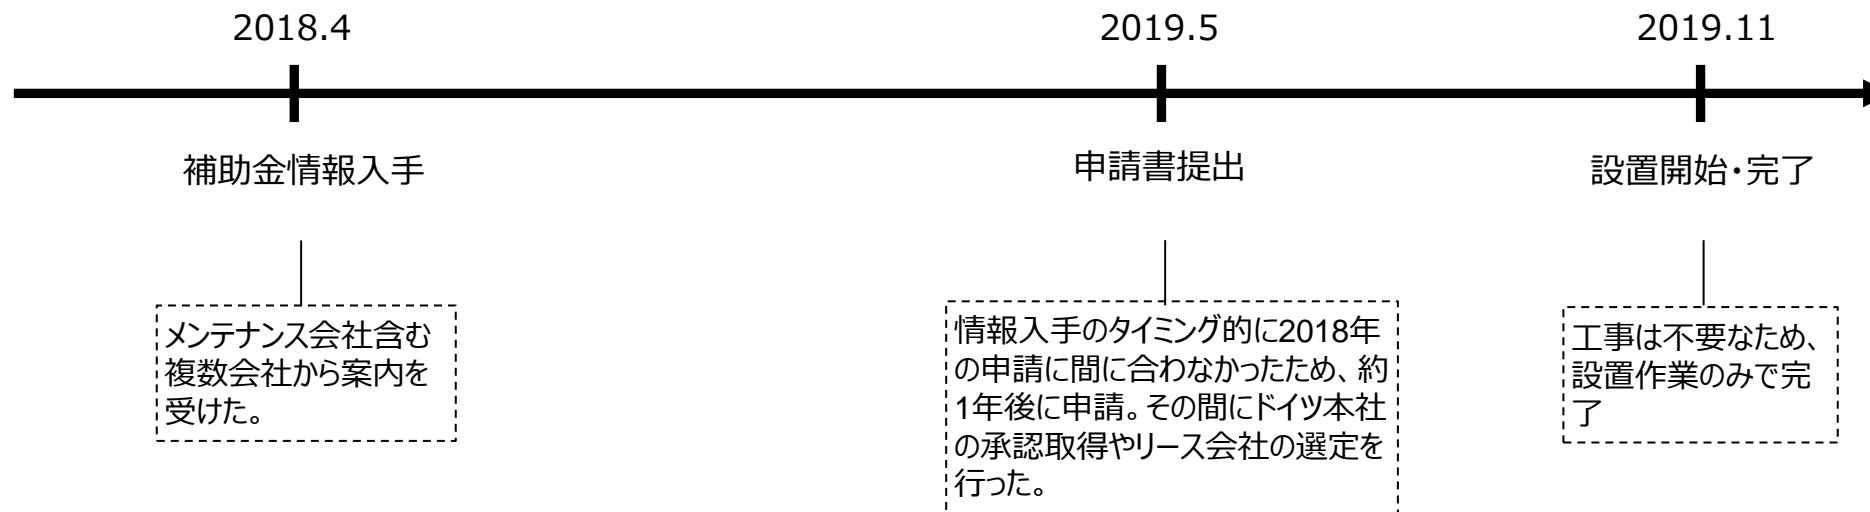 2018.4
2019.5
2019.11
補助金情報入手
申請書提出
設置開始・完了
メンテナンス会社含む
複数会社から案内を
受けた。
情報入手のタイミング的に2018年
の申請に間に合わなかったため、約
1年後に申請。その間にドイツ本社
の承認取得やリース会社の選定を
行った。
工事は不要なため、
設置作業のみで完
了